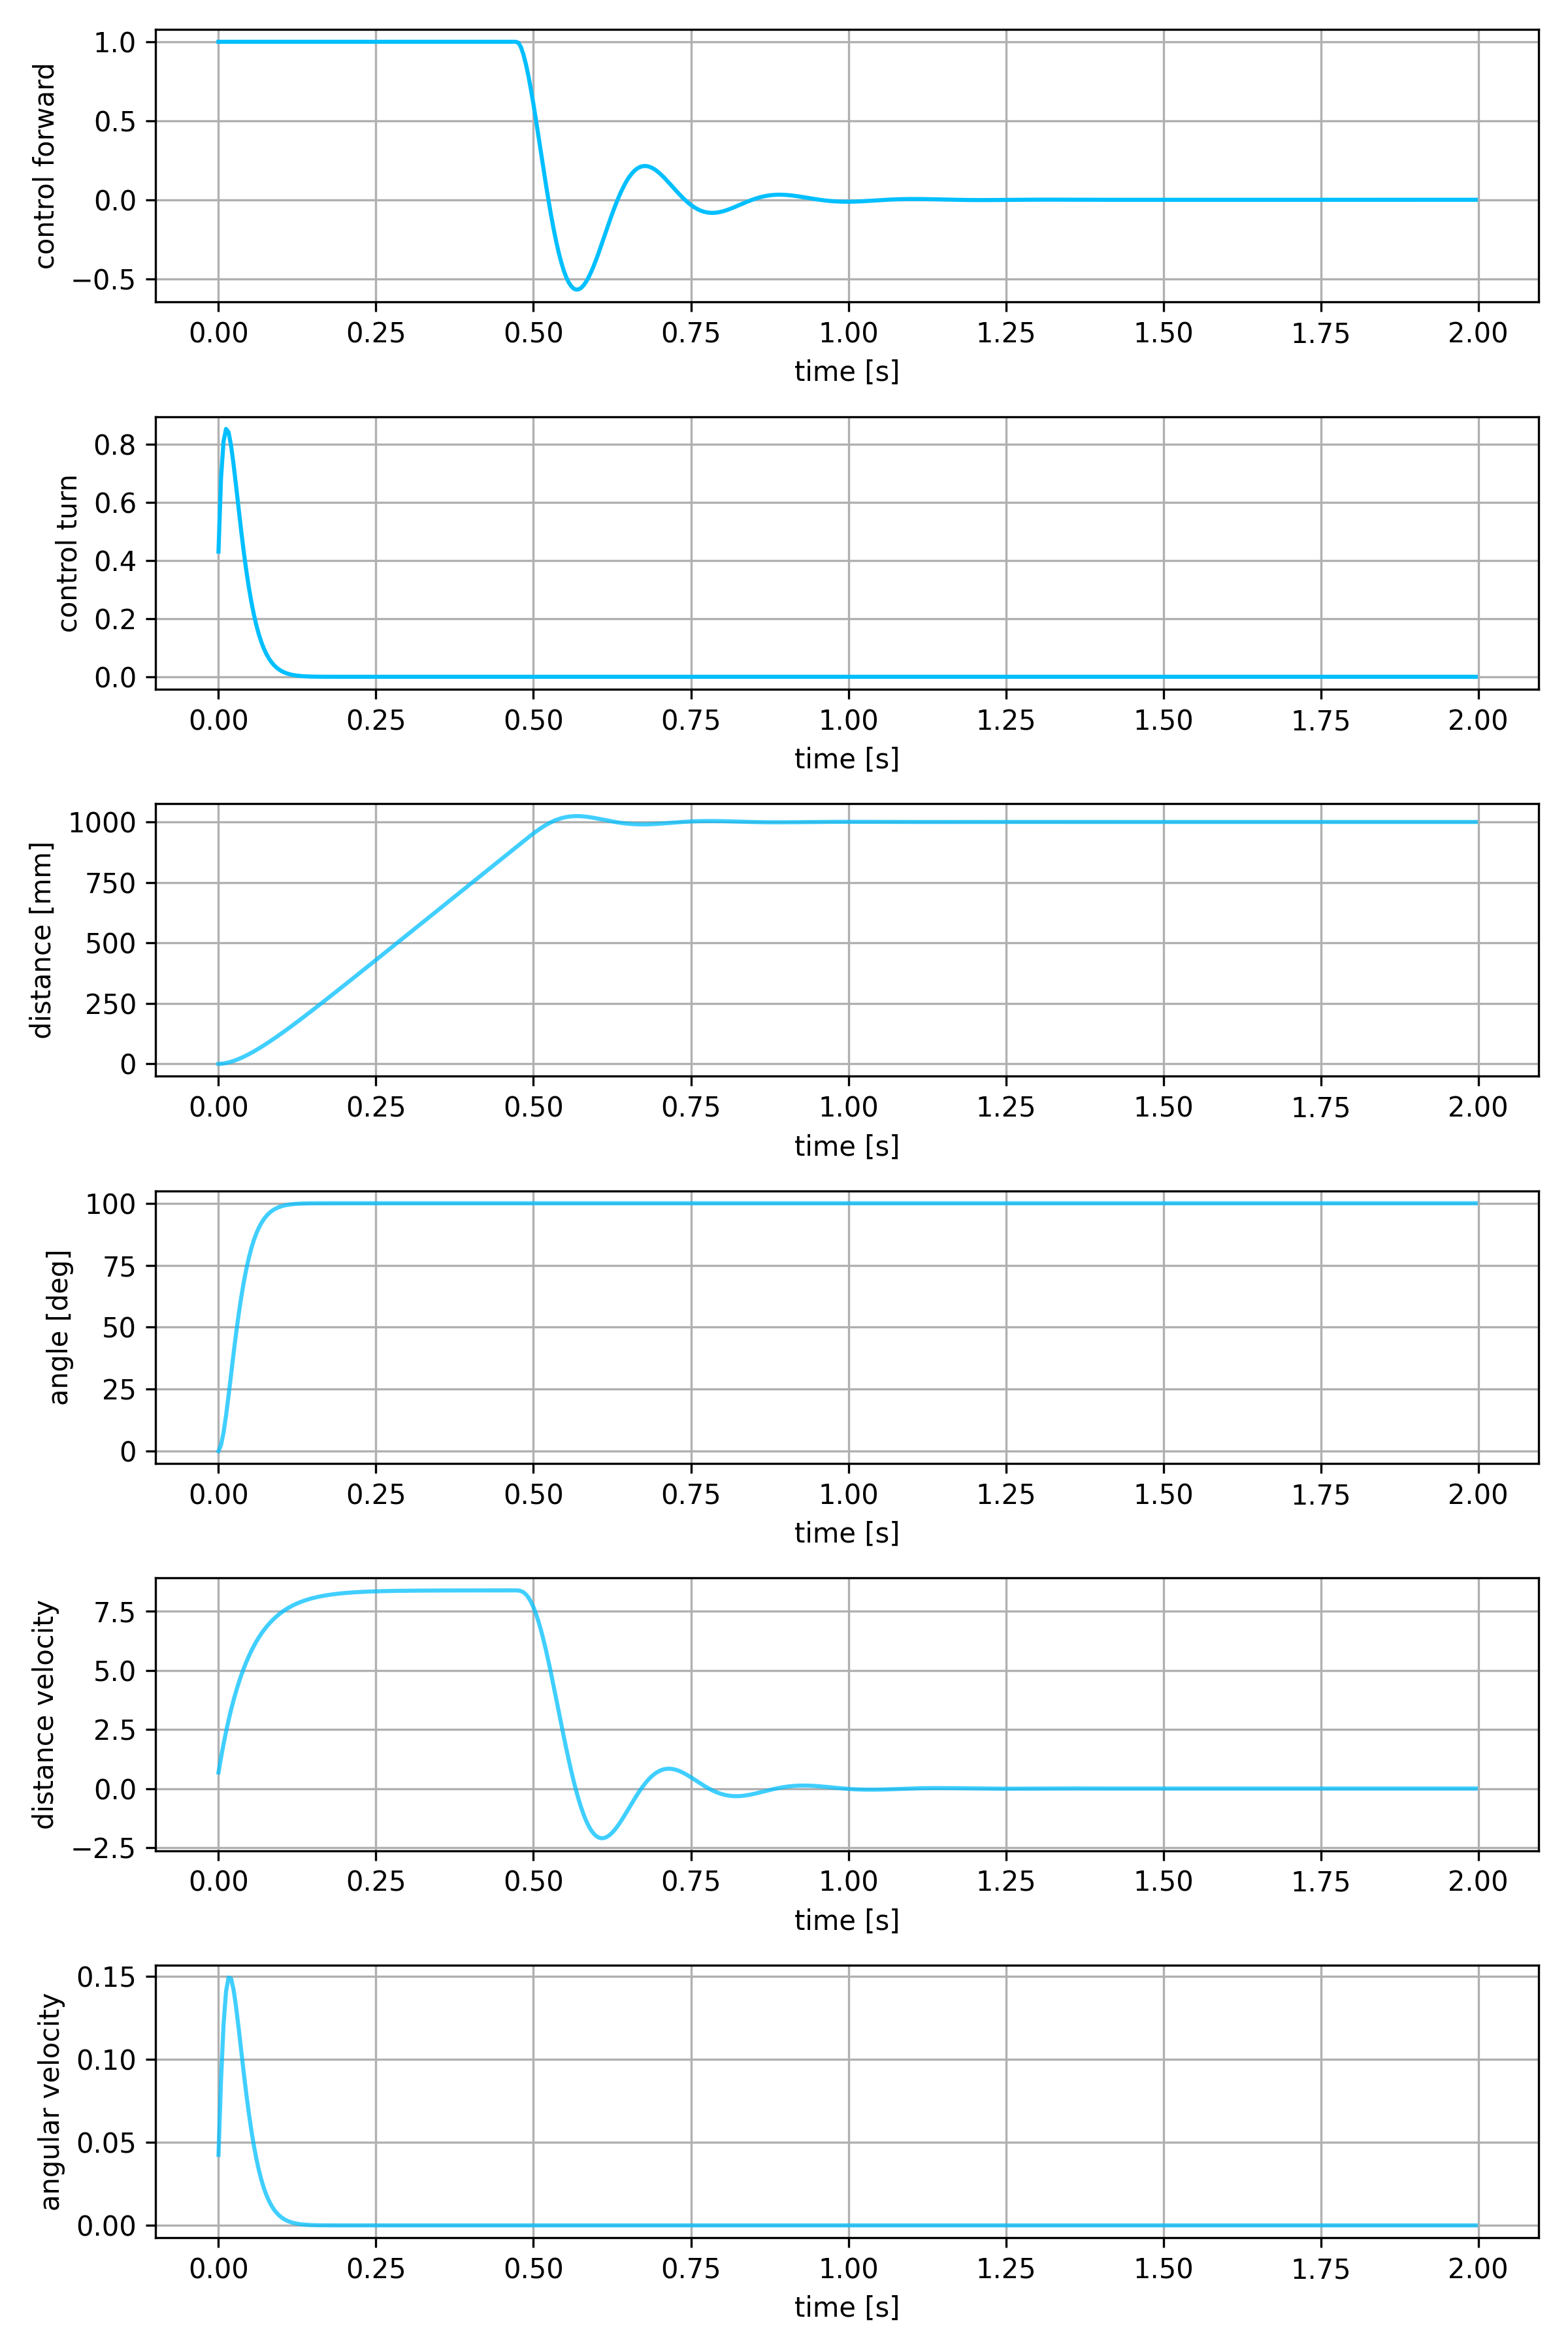 control forward
1.0
0.5
0.0
−0.5
0.00 0.25 0.50 0.75 1.00 1.25 1.50 1.75 2.00
time [s]
control turn
0.8
0.6
0.4
0.2
0.0
0.00 0.25 0.50 0.75 1.00 1.25 1.50 1.75 2.00
time [s]
distance [mm]
1000
750
500
250
0
0.00 0.25 0.50 0.75 1.00 1.25 1.50 1.75 2.00
time [s]
angle [deg]
100
75
50
25
0
0.00 0.25 0.50 0.75 1.00 1.25 1.50 1.75 2.00
time [s]
distance velocity
7.5
5.0
2.5
0.0
−2.5
0.00 0.25 0.50 0.75 1.00 1.25 1.50 1.75 2.00
time [s]
angular velocity
0.15
0.10
0.05
0.00
0.00 0.25 0.50 0.75 1.00 1.25 1.50 1.75 2.00
time [s]